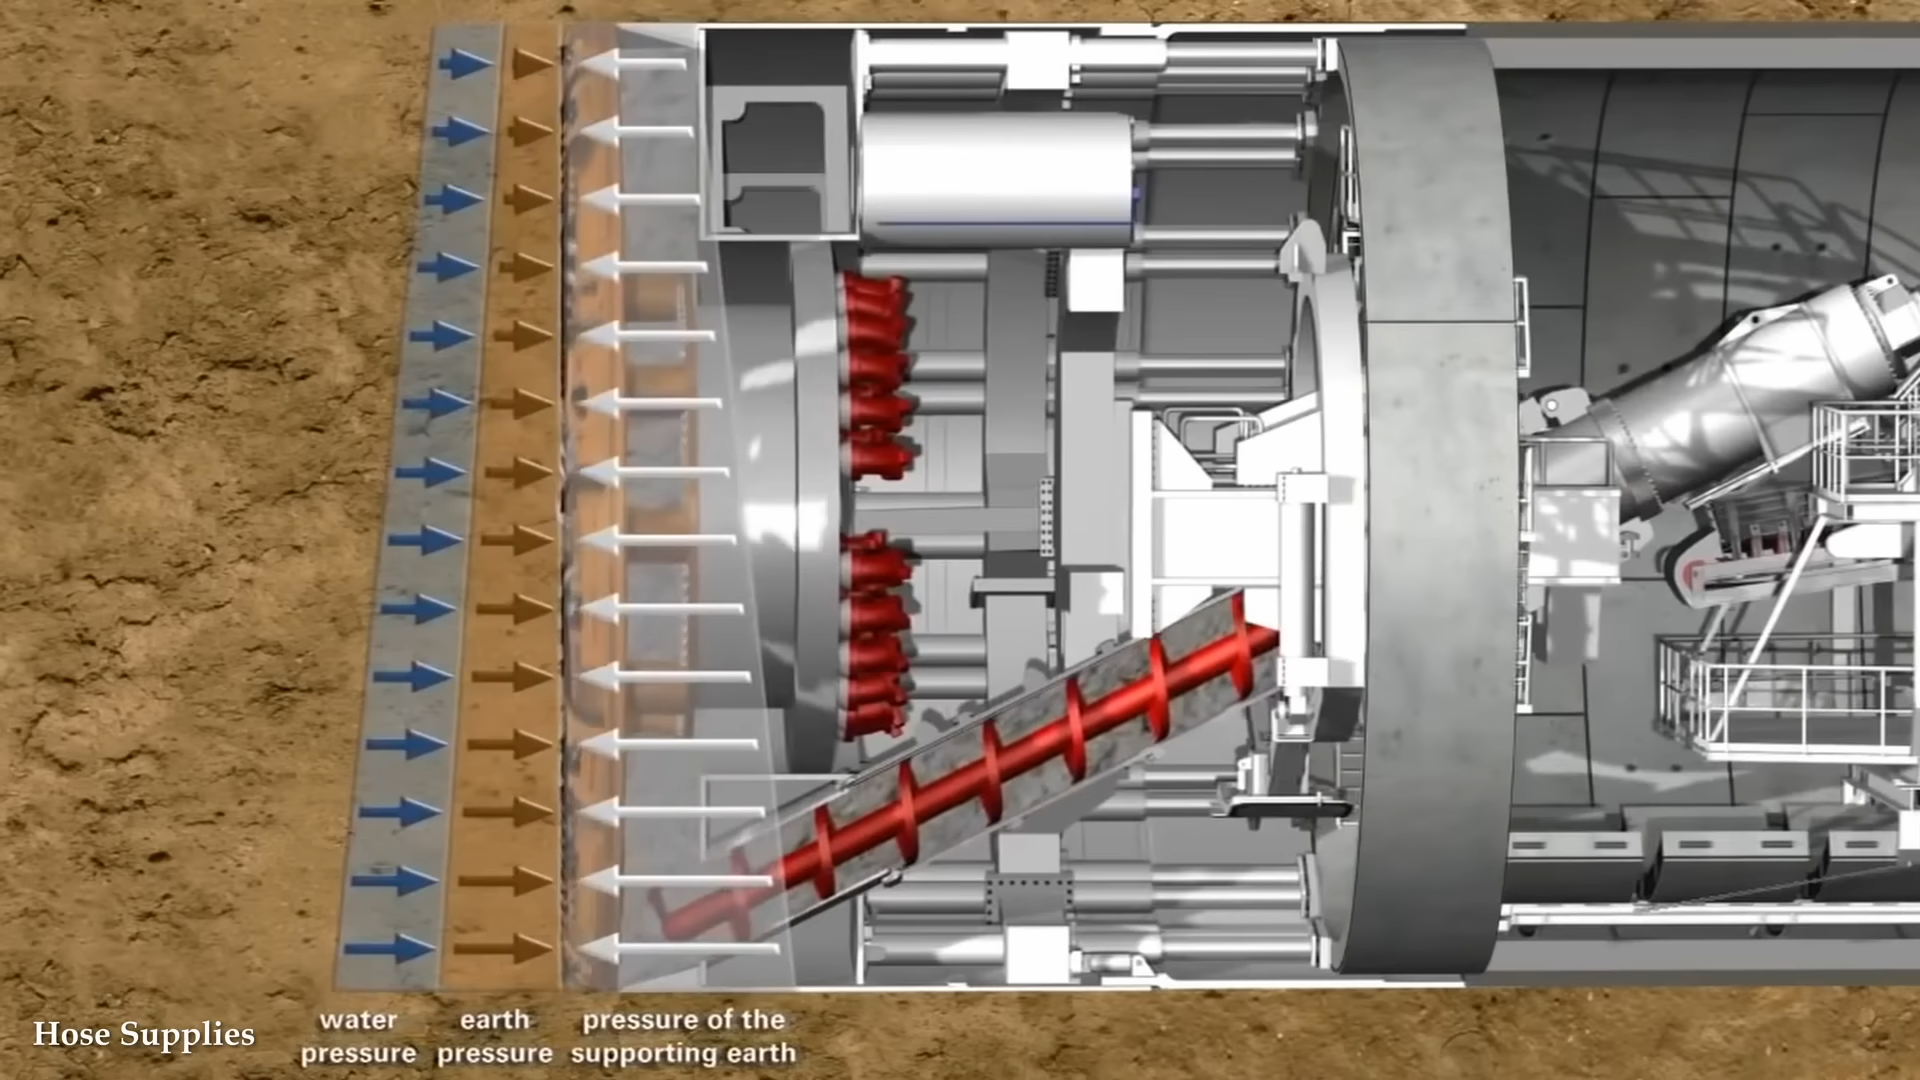 Hose Supplies
water
pressure
earth
pressure
pressure of the
supporting earth